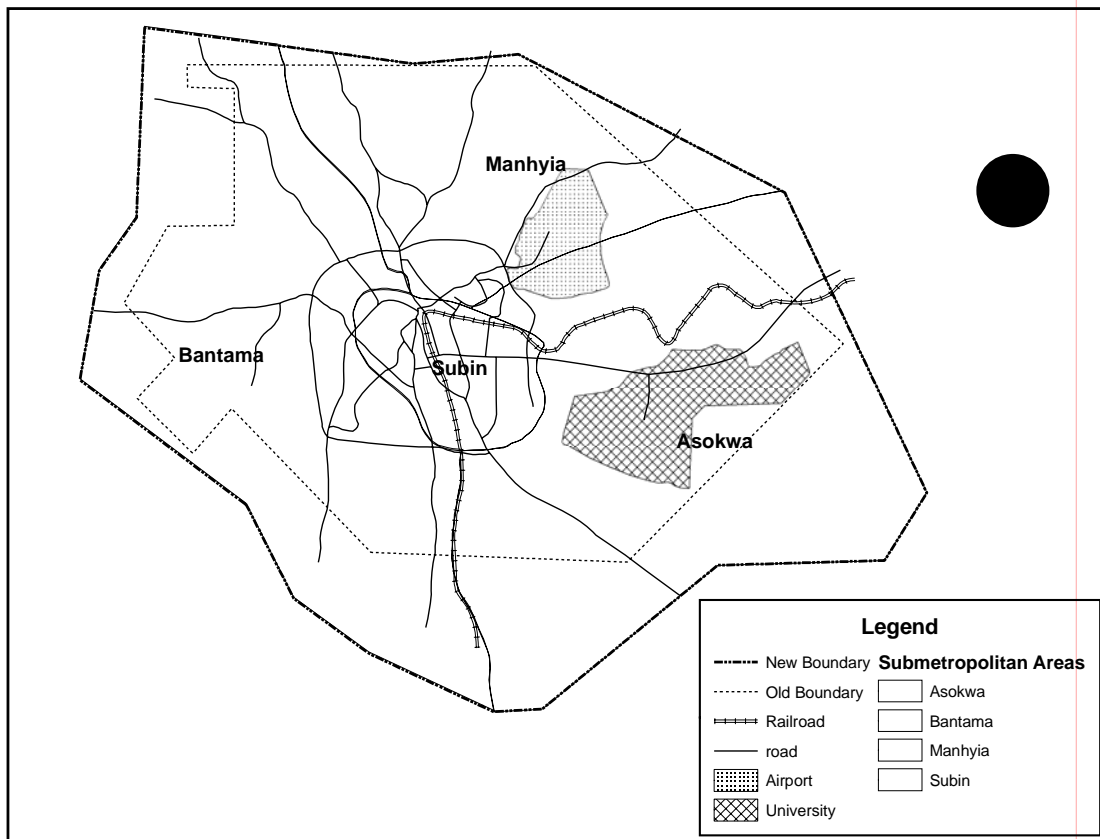 Manhyia
Bantama
Subin
Asokwa
Legend
New Boundary
Old Boundary
Railroad
road
Airport
University
Submetropolitan Areas
Asokwa
Bantama
Manhyia
Subin